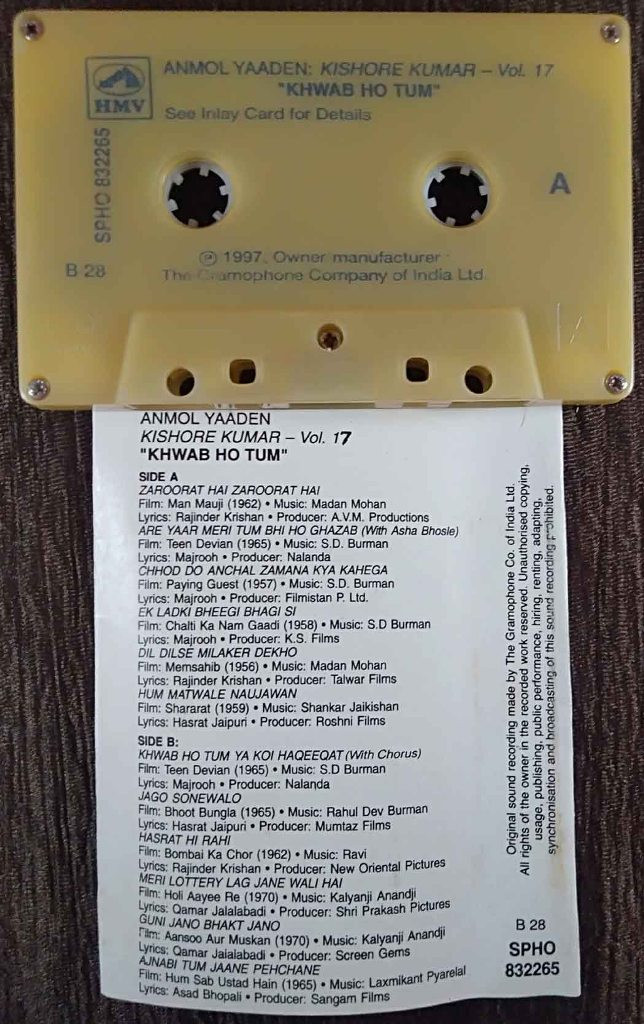 HMV
ANMOL YAADEN: KISHORE KUMAR – Vol. 17
"KHWAB HO TUM"
See Inlay Card for Details
SPHO 832265
A
B 28
℗ 1997, Owner manufacturer
The Gramophone Company of India Ltd.
ANMOL YAADEN
KISHORE KUMAR – Vol. 17
"KHWAB HO TUM"
SIDE A
ZAROORAT HAI ZAROORAT HAI
Film: Man Mauji (1962) • Music: Madan Mohan
Lyrics: Rajinder Krishan • Producer: A.V.M. Productions
ARE YAAR MERI TUM BHI HO GHAZAB (With Asha Bhosle)
Film: Teen Devian (1965) • Music: S.D. Burman
Lyrics: Majrooh • Producer: Nalanda
CHHOD DO ANCHAL ZAMANA KYA KAHEGA
Film: Paying Guest (1957) • Music: S.D. Burman
Lyrics: Majrooh • Producer: Filmistan P. Ltd.
EK LADKI BHEEGI BHAGI SI
Film: Chalti Ka Nam Gaadi (1958) • Music: S.D Burman
Lyrics: Majrooh • Producer: K.S. Films
DIL DILSE MILAKER DEKHO
Film: Memsahib (1956) • Music: Madan Mohan
Lyrics: Rajinder Krishan • Producer: Talwar Films
HUM MATWALE NAUJAWAN
Film: Shararat (1959) • Music: Shankar Jaikishan
Lyrics: Hasrat Jaipuri • Producer: Roshni Films
SIDE B:
KHWAB HO TUM YA KOI HAQEEQAT (With Chorus)
Film: Teen Devian (1965) • Music: S.D Burman
Lyrics: Majrooh • Producer: Nalanda
JAGO SONEWALO
Film: Bhoot Bungla (1965) • Music: Rahul Dev Burman
Lyrics: Hasrat Jaipuri • Producer: Mumtaz Films
HASRAT HI RAHI
Film: Bombai Ka Chor (1962) • Music: Ravi
Lyrics: Rajinder Krishan • Producer: New Oriental Pictures
MERI LOTTERY LAG JANE WALI HAI
Film: Holi Aayee Re (1970) • Music: Kalyanji Anandji
Lyrics: Qamar Jalalabadi • Producer: Shri Prakash Pictures
GUNI JANO BHAKT JANO
Film: Aansoo Aur Muskan (1970) • Music: Kalyanji Anandji
Lyrics: Qamar Jaialabadi • Producer: Screen Gems
AJNABI TUM JAANE PEHCHANE
Film: Hum Sab Ustad Hain (1965) • Music: Laxmikant Pyarelal
Lyrics: Asad Bhopali • Producer: Sangam Films
Original sound recording made by The Gramophone Co. of India Ltd.
All rights of the owner in the recorded work reserved. Unauthorised copying,
usage, publishing, public performance, hiring, renting, adapting,
synchronisation and broadcasting of this sound recording prohibited.
B 28
SPHO
832265